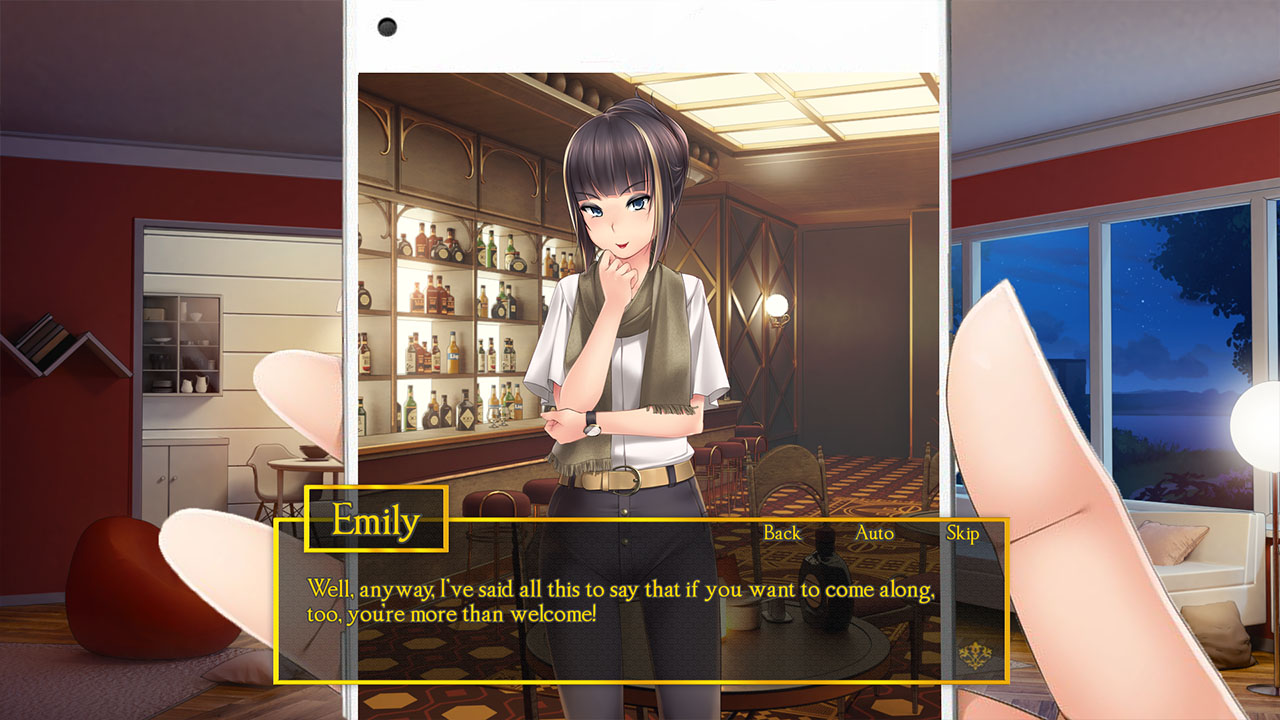 Emily
Back Auto Skip
Well, anyway, I've said all this to say that if you want to come along,
too, you're more than welcome!